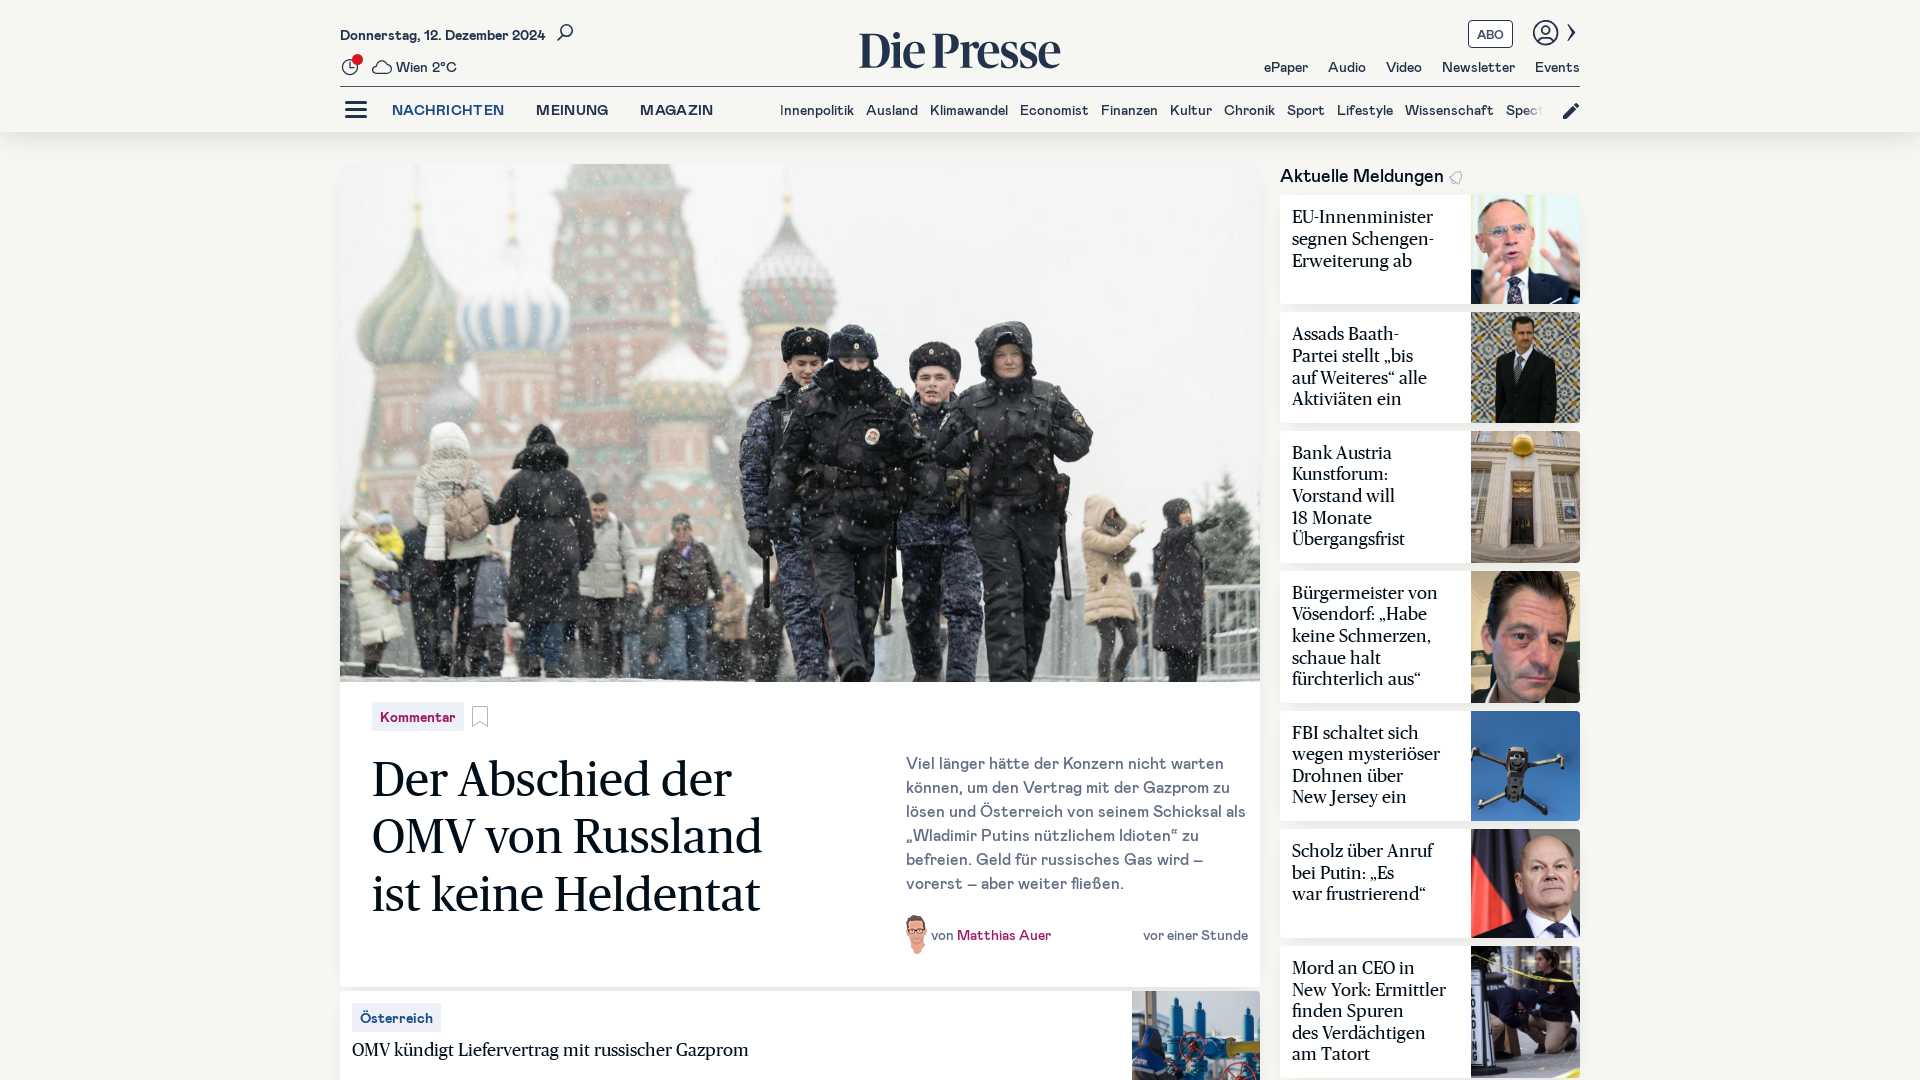 Donnerstag, 12. Dezember 2024
Wien 2°C
Die Presse
ABO
ePaper Audio Video Newsletter Events
NACHRICHTEN MEINUNG MAGAZIN
Innenpolitik Ausland Klimawandel Economist Finanzen Kultur Chronik Sport Lifestyle Wissenschaft Spect
Kommentar
Der Abschied der
OMV von Russland
ist keine Heldentat
Viel länger hätte der Konzern nicht warten
können, um den Vertrag mit der Gazprom zu
lösen und Österreich von seinem Schicksal als
„Wladimir Putins nützlichem Idioten“ zu
befreien. Geld für russisches Gas wird –
vorerst – aber weiter fließen.
von Matthias Auer
vor einer Stunde
Österreich
OMV kündigt Liefervertrag mit russischer Gazprom
Aktuelle Meldungen
EU-Innenminister
segnen Schengen-
Erweiterung ab
Assads Baath-
Partei stellt „bis
auf Weiteres“ alle
Aktiviäten ein
Bank Austria
Kunstforum:
Vorstand will
18 Monate
Übergangsfrist
Bürgermeister von
Vösendorf: „Habe
keine Schmerzen,
schaue halt
fürchterlich aus“
FBI schaltet sich
wegen mysteriöser
Drohnen über
New Jersey ein
Scholz über Anruf
bei Putin: „Es
war frustrierend“
Mord an CEO in
New York: Ermittler
finden Spuren
des Verdächtigen
am Tatort